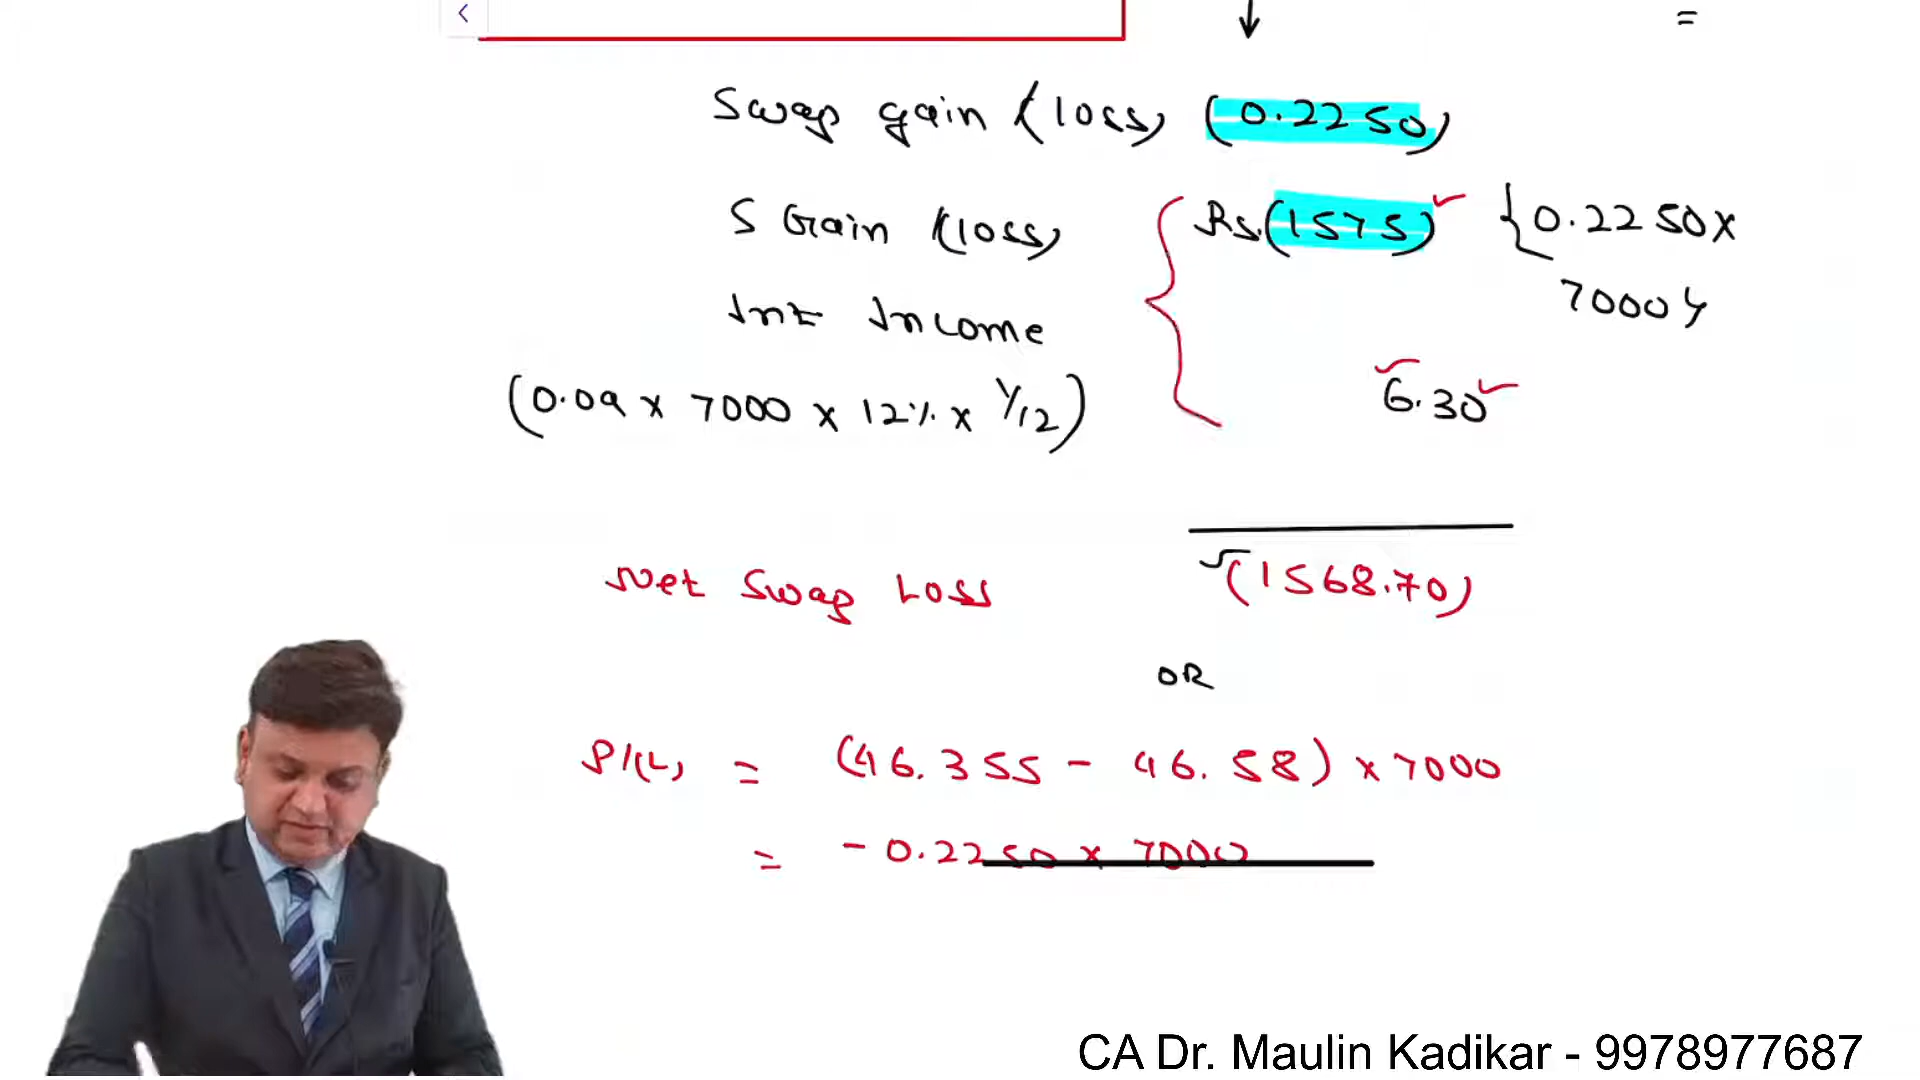 =
Swap gain (loss) (0.2250)
S Gain (loss) Rs.(1575) {0.2250x
7000}
Int Income
(0.09 x 7000 x 12% x 1/12) 6.30
Net Swap Loss (1568.70)
OR
P/(L) = (46.355 - 46.58) x 7000
= - 0.2250 x 7000
CA Dr. Maulin Kadikar - 9978977687